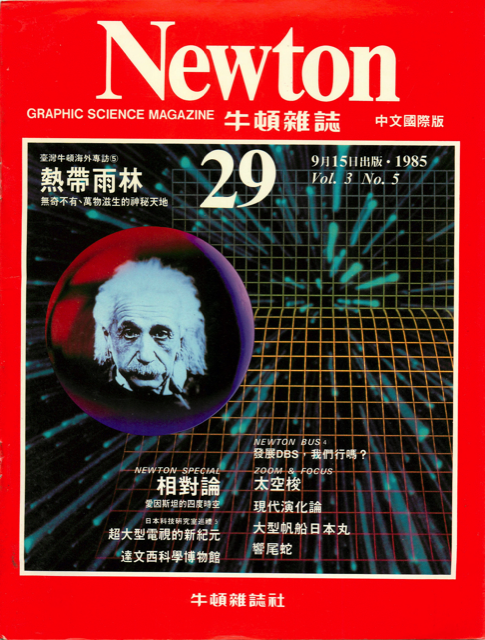 Newton
GRAPHIC SCIENCE MAGAZINE 牛頓雜誌 中文國際版
臺灣牛頓海外專訪⑤
熱帶雨林
無奇不有、萬物滋生的神秘天地
29
9月15日出版・1985
Vol. 3 No. 5
NEWTON SPECIAL
相對論
愛因斯坦的四度時空
日本科技研究室巡禮
超大型電視的新紀元
達文西科學博物館
NEWTON BUS 4
發展DBS，我們行嗎？
ZOOM & FOCUS
太空梭
現代演化論
大型帆船日本丸
響尾蛇
牛頓雜誌社